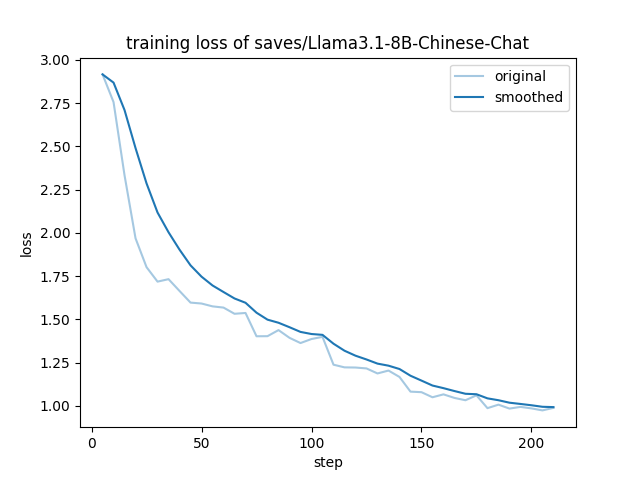 training loss of saves/Llama3.1-8B-Chinese-Chat
3.00
2.75
2.50
2.25
2.00
1.75
1.50
1.25
1.00
loss
original
smoothed
0 50 100 150 200
step